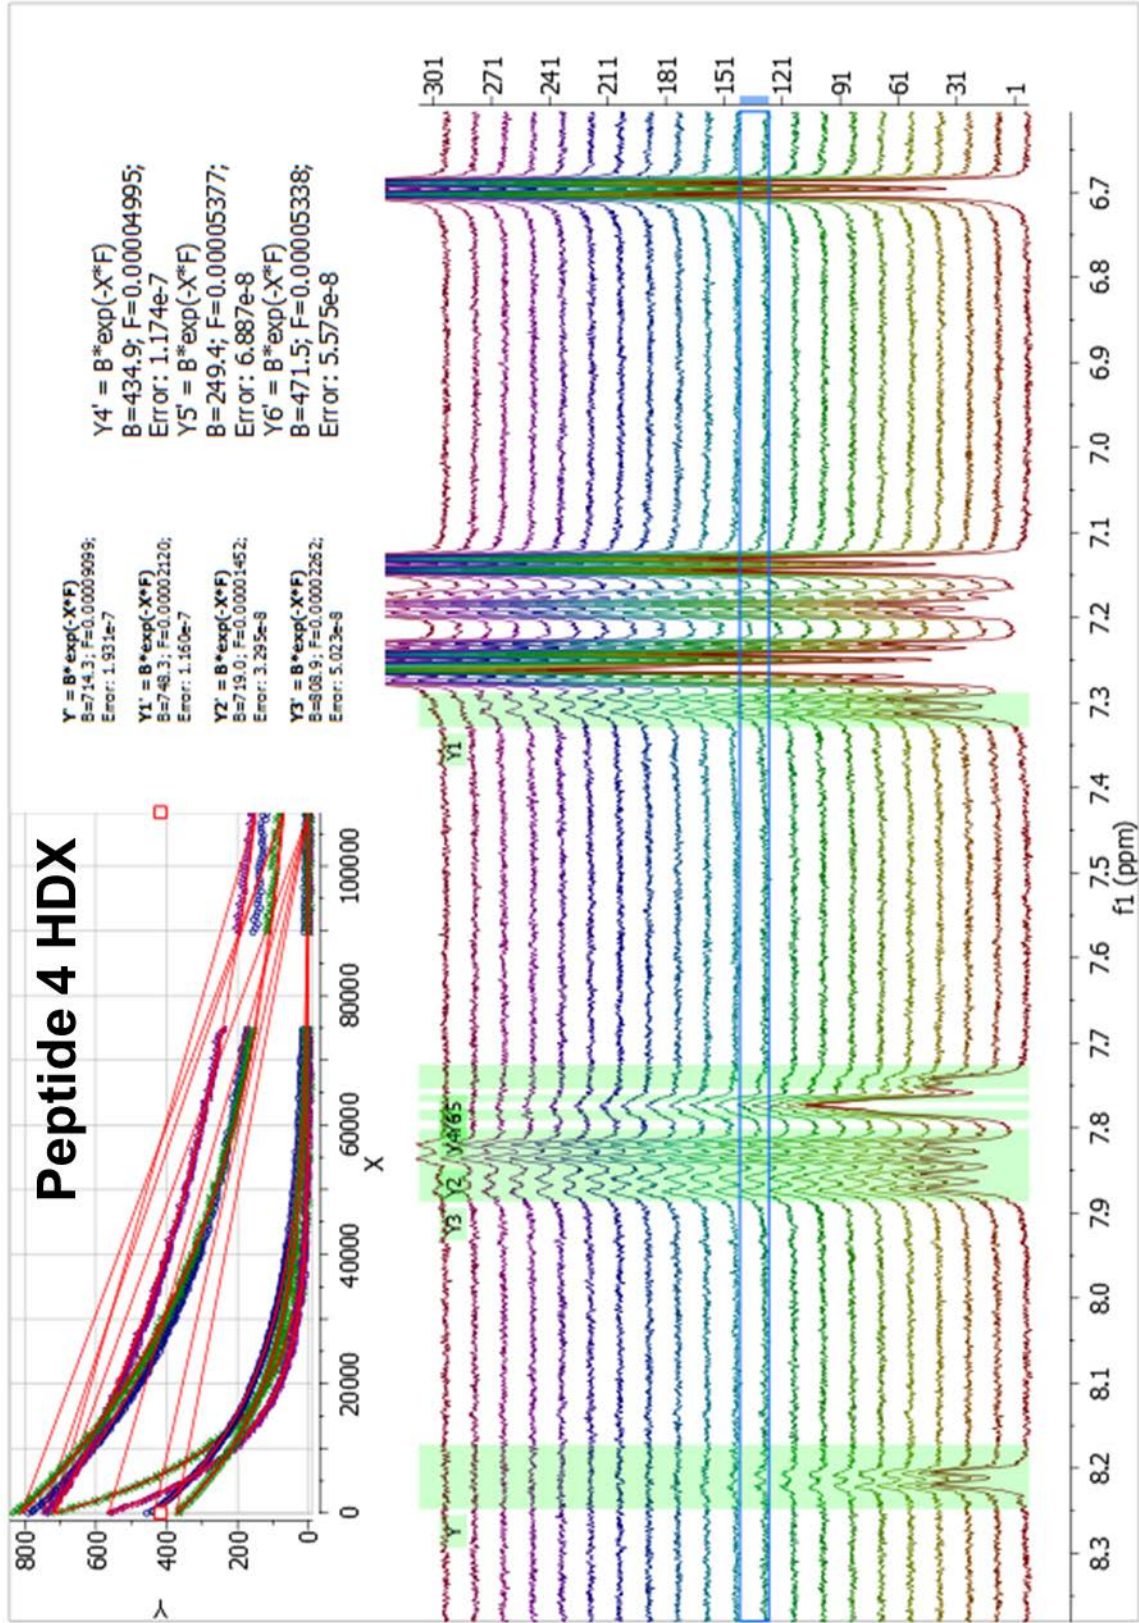 Peptide 4 HDX
800
600
400
200
0
Y
0
20000
40000
60000
80000
100000
X
Y' = B*exp(-X*F)
B=714.3; F=0.00009099;
Error: 1.931e-7
Y1' = B*exp(-X*F)
B=748.3; F=0.00002120;
Error: 1.160e-7
Y2' = B*exp(-X*F)
B=719.0; F=0.00001452;
Error: 3.295e-8
Y3' = B*exp(-X*F)
B=808.9; F=0.00002262;
Error: 5.023e-8
Y4' = B*exp(-X*F)
B=434.9; F=0.00004995;
Error: 1.174e-7
Y5' = B*exp(-X*F)
B=249.4; F=0.00005377;
Error: 6.887e-8
Y6' = B*exp(-X*F)
B=471.5; F=0.00005338;
Error: 5.575e-8
Y
Y3
Y2
Y1
301
271
241
211
181
151
121
91
61
31
1
8.3
8.2
8.1
8.0
7.9
7.8
7.7
7.6
7.5
7.4
7.3
7.2
7.1
7.0
6.9
6.8
6.7
f1 (ppm)